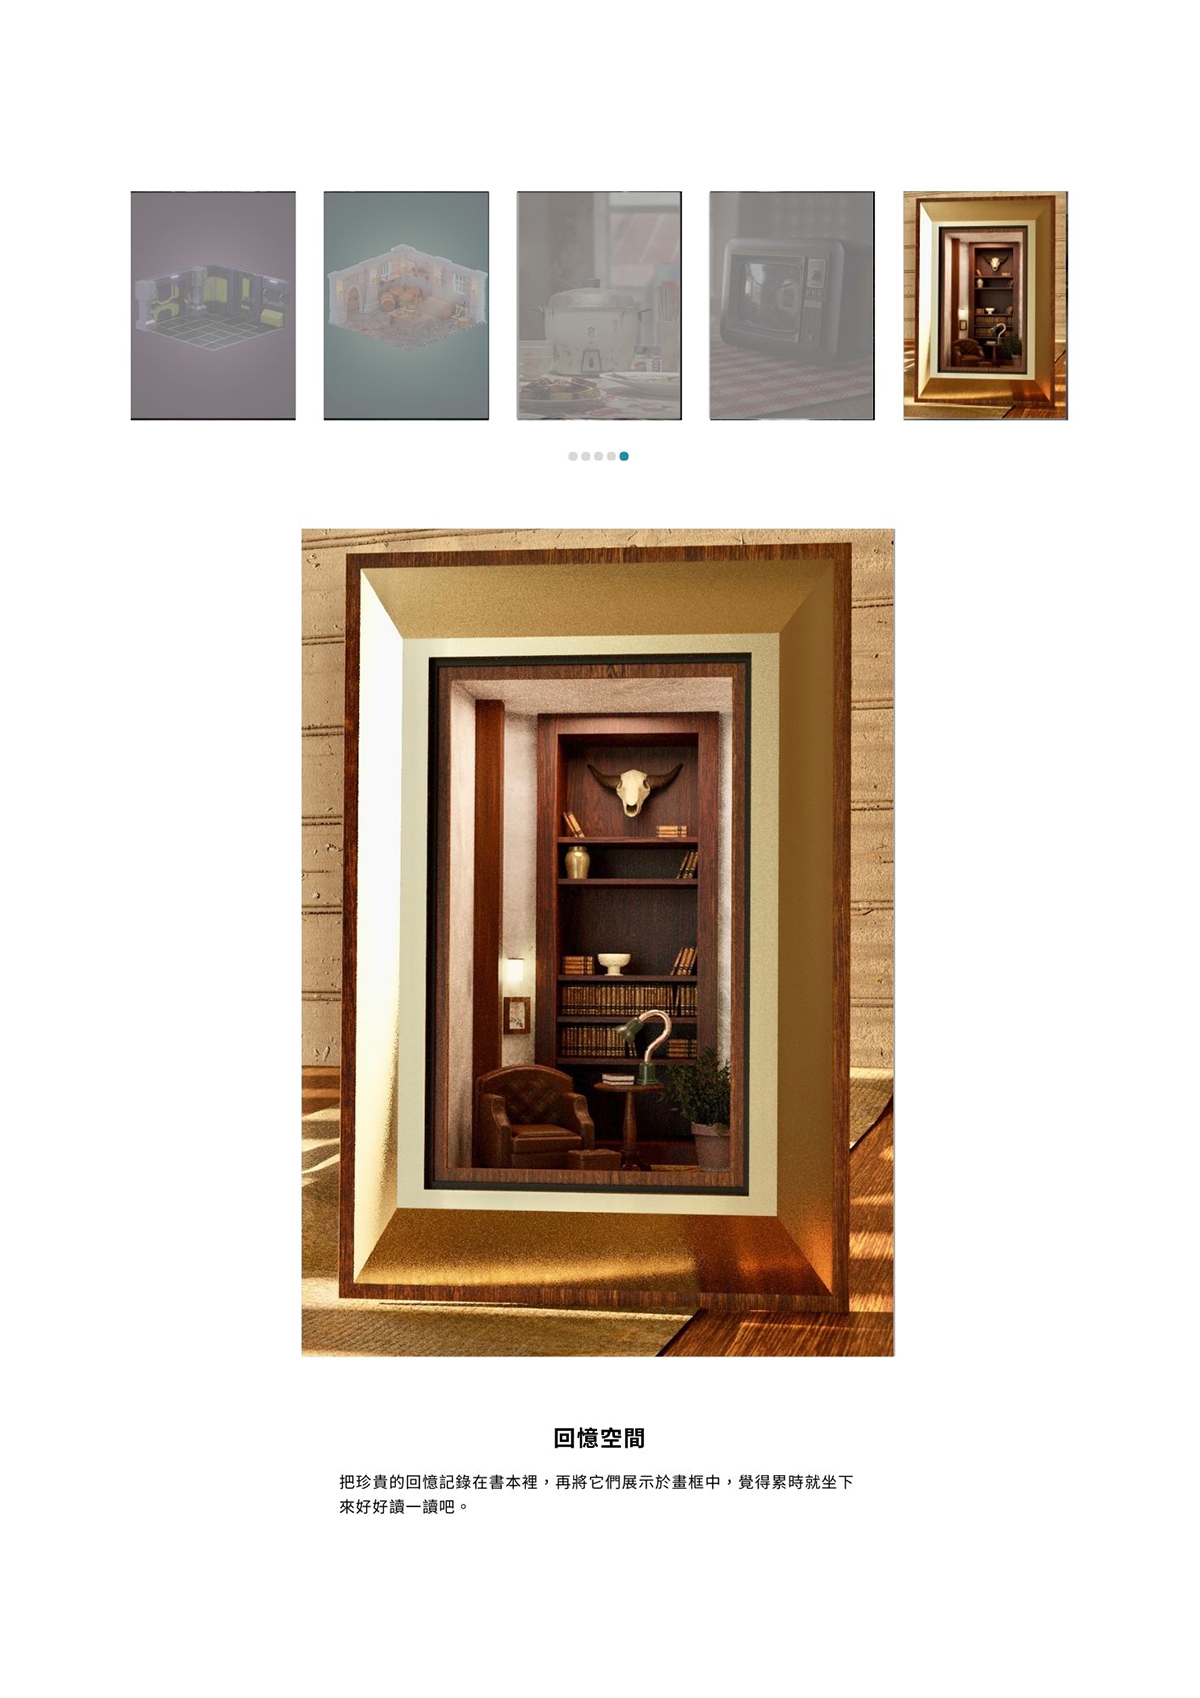 回憶空間
把珍貴的回憶記錄在書本裡，再將它們展示於畫框中，覺得累時就坐下
來好好讀一讀吧。